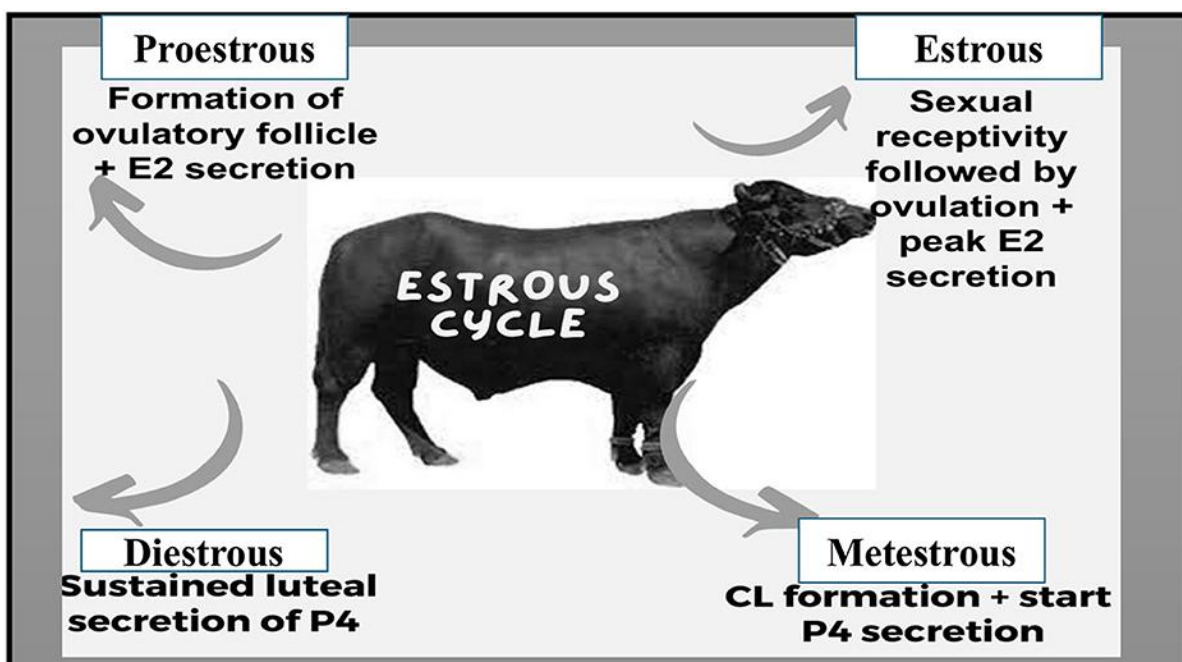 Proestrous
Formation of
ovulatory follicle
+ E2 secretion
Estrous
Sexual
receptivity
followed by
ovulation +
peak E2
secretion
ESTROUS
CYCLE
Diestrous
Sustained luteal
secretion of P4
Metestrous
CL formation + start
P4 secretion